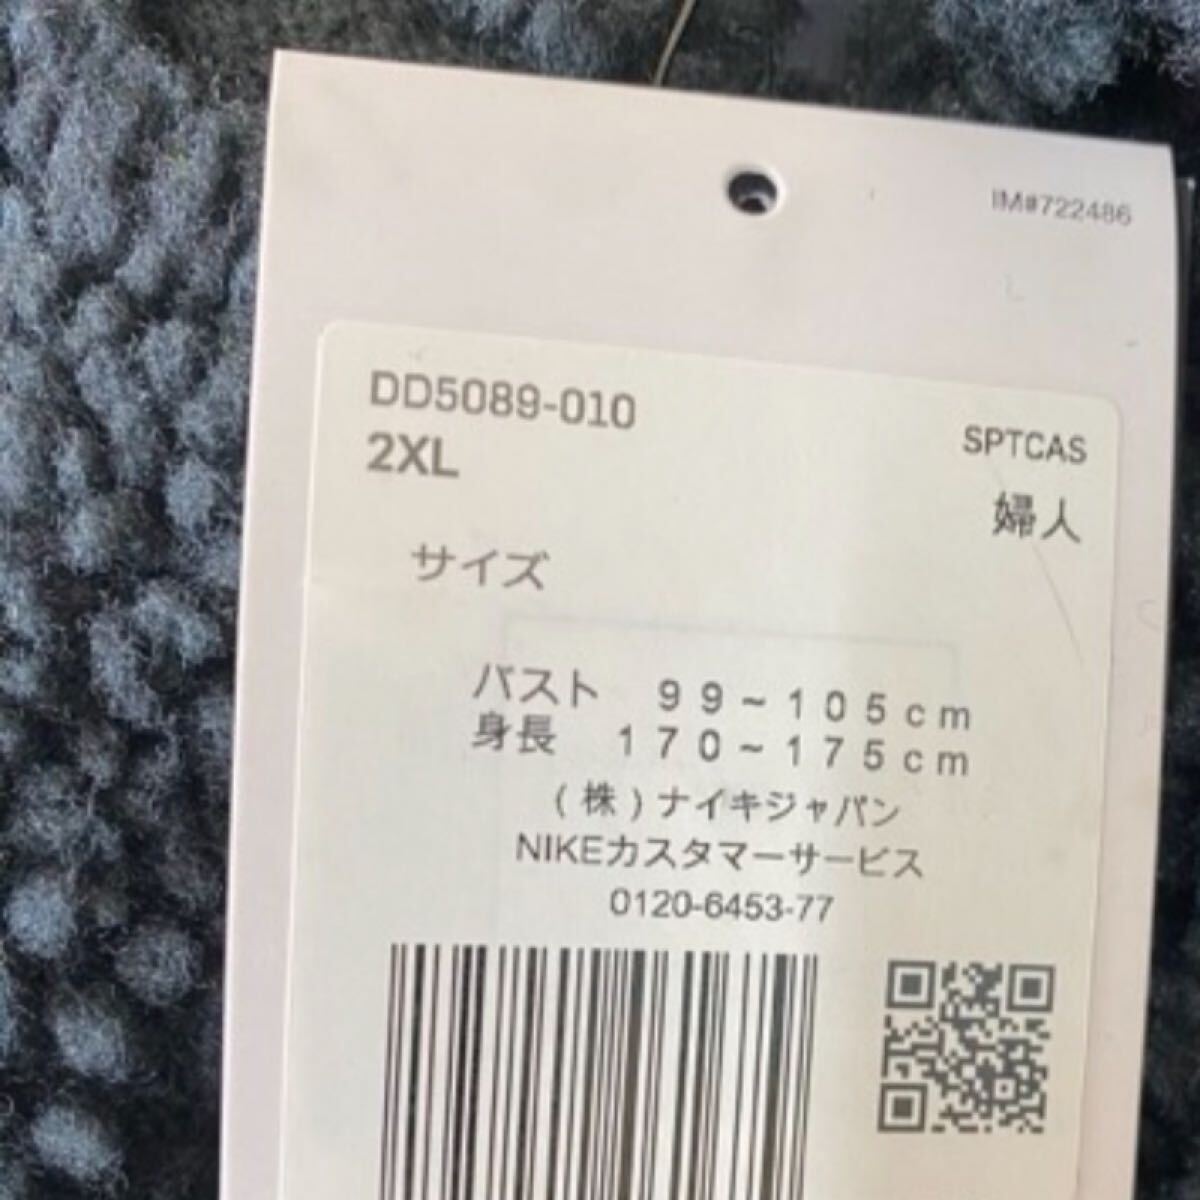 IM#722486
DD5089-010
2XL
SPTCAS
婦人
サイズ
バスト 99~105cm
身長 170~175cm
(株)ナイキジャパン
NIKEカスタマーサービス
0120-6453-77